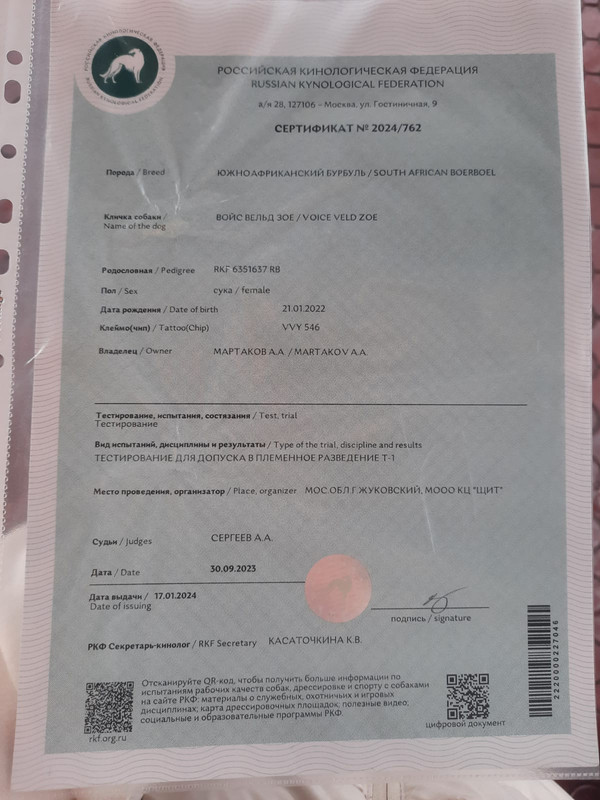 РОССИЙСКАЯ КИНОЛОГИЧЕСКАЯ ФЕДЕРАЦИЯ
RUSSIAN KYNOLOGICAL FEDERATION
РОССИЙСКАЯ КИНОЛОГИЧЕСКАЯ ФЕДЕРАЦИЯ
RUSSIAN KYNOLOGICAL FEDERATION
а/я 28, 127106 – Москва, ул. Гостиничная, 9
СЕРТИФИКАТ № 2024/762
Порода / Breed ЮЖНОАФРИКАНСКИЙ БУРБУЛЬ / SOUTH AFRICAN BOERBOEL
Кличка собаки / ВОЙС ВЕЛЬД ЗОЕ / VOICE VELD ZOE
Name of the dog
Родословная / Pedigree RKF 6351637 RB
Пол / Sex сука / female
Дата рождения / Date of birth 21.01.2022
Клеймо(чип) / Tattoo(Chip) VVY 546
Владелец / Owner МАРТАКОВ А.А. / MARTAKOV A.A.
Тестирование, испытания, состязания / Test, trial
Тестирование
Вид испытаний, дисциплины и результаты / Type of the trial, discipline and results
ТЕСТИРОВАНИЕ ДЛЯ ДОПУСКА В ПЛЕМЕННОЕ РАЗВЕДЕНИЕ Т-1
Место проведения, организатор / Place, organizer МОС.ОБЛ.Г.ЖУКОВСКИЙ, МООО КЦ "ЩИТ"
Судьи / Judges СЕРГЕЕВ А.А.
Дата / Date 30.09.2023
Дата выдачи / 17.01.2024
Date of issuing
подпись / signature
РКФ Секретарь-кинолог / RKF Secretary КАСАТОЧКИНА К.В.
Отсканируйте QR-код, чтобы получить больше информации по
испытаниям рабочих качеств собак, дрессировке и спорту с собаками
на сайте РКФ: материалы о служебных, охотничьих и игровых
дисциплинах; карта дрессировочных площадок; полезные видео;
социальные и образовательные программы РКФ.
rkf.org.ru
цифровой документ
2220000227046